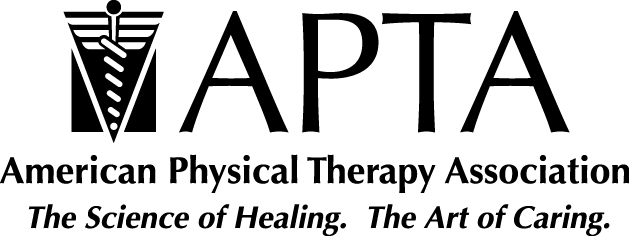 APTA
American Physical Therapy Association
The Science of Healing. The Art of Caring.